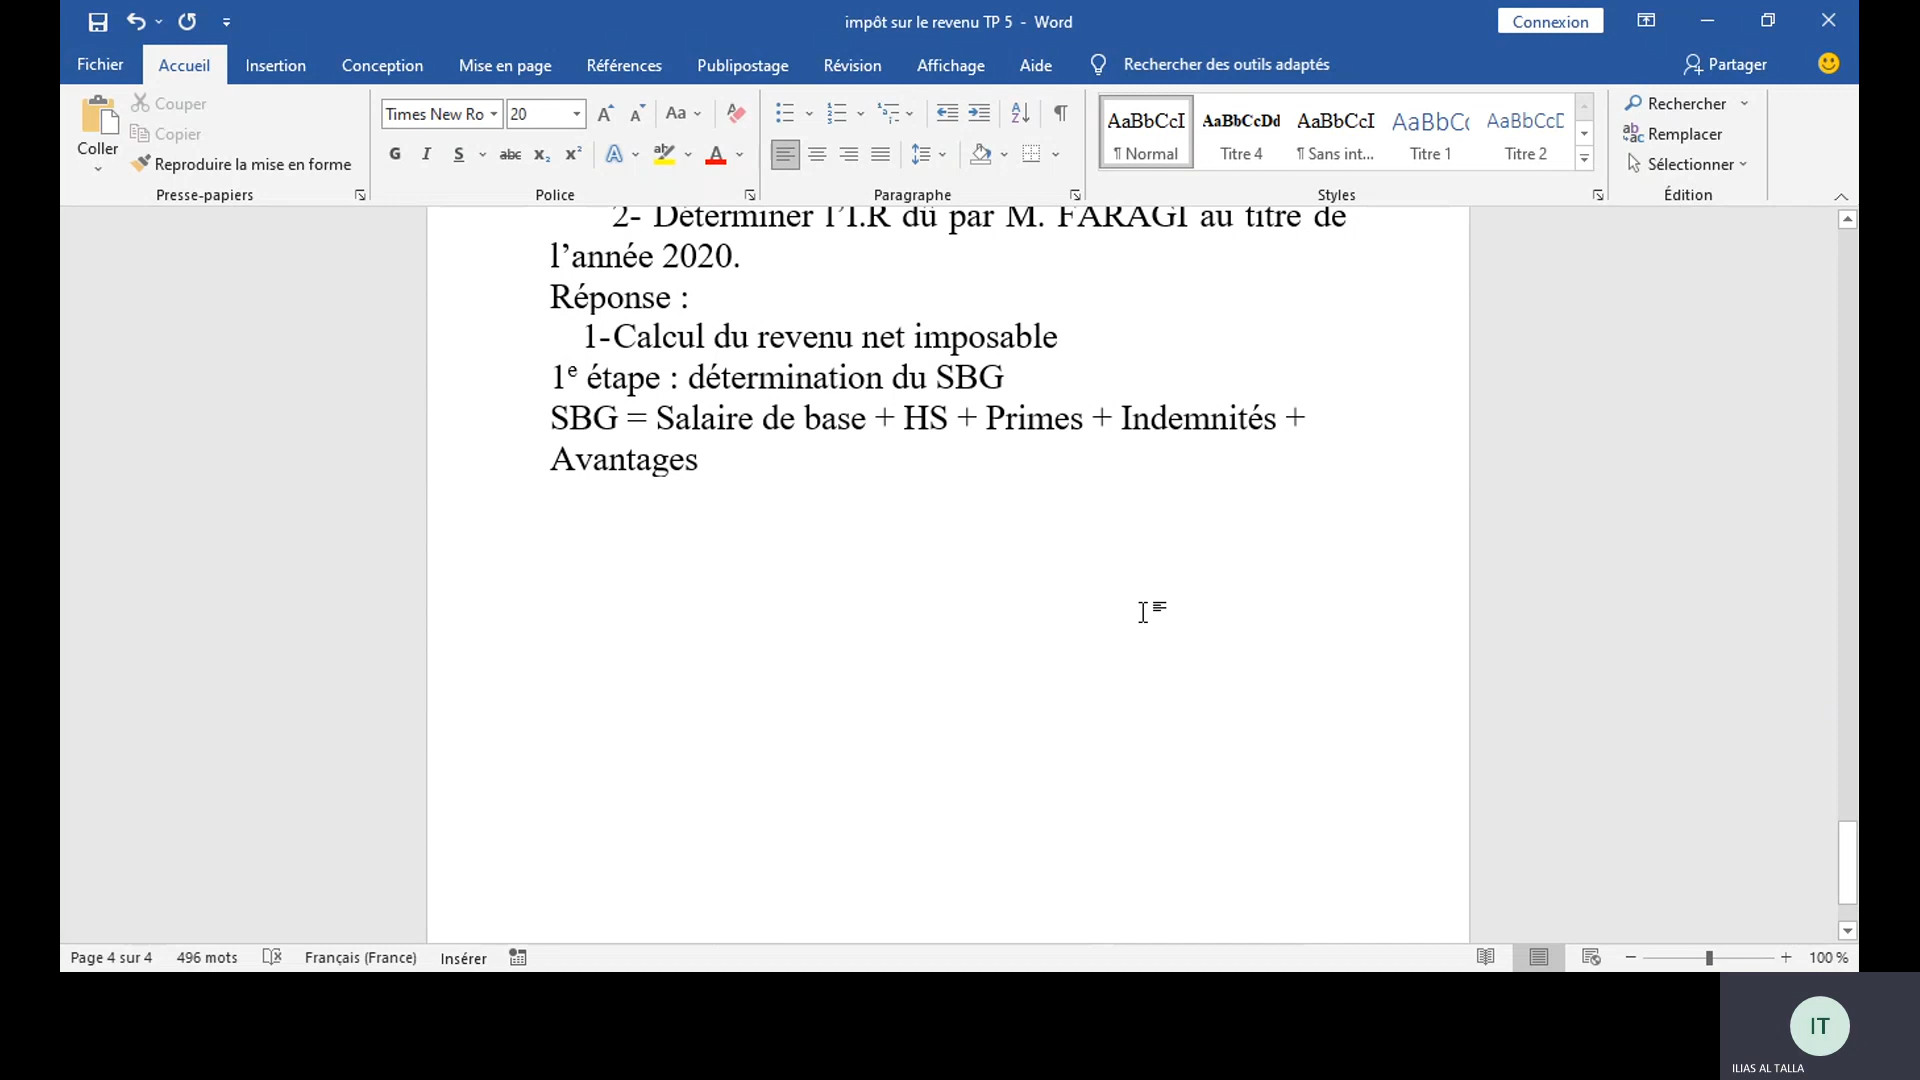 impôt sur le revenu TP 5 - Word
Connexion
Fichier
Accueil
Insertion
Conception
Mise en page
Références
Publipostage
Révision
Affichage
Aide
Rechercher des outils adaptés
Partager
Coller
Couper
Copier
Reproduire la mise en forme
Presse-papiers
Times New Ro
20
Aa
G I S abc x₂ x²
A
A
Police
Paragraphe
AaBbCcI
¶ Normal
AaBbCcDd
Titre 4
AaBbCcI
¶ Sans int...
AaBbC(
Titre 1
AaBbCcE
Titre 2
Styles
Rechercher
Remplacer
Sélectionner
Édition
2- Déterminer l’I.R dû par M. FARAGI au titre de
l’année 2020.
Réponse :
1-Calcul du revenu net imposable
1ᵉ étape : détermination du SBG
SBG = Salaire de base + HS + Primes + Indemnités +
Avantages
Page 4 sur 4
496 mots
Français (France)
Insérer
100 %
IT
ILIAS AL TALLA